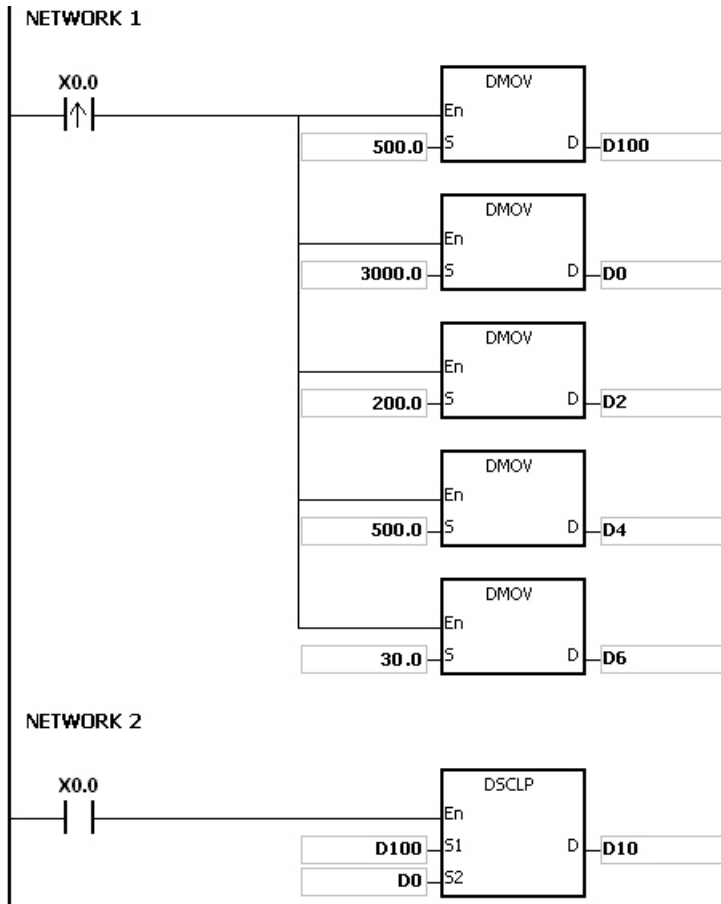 NETWORK 1
X0.0
DMOV
En
500.0 S D D100
DMOV
En
3000.0 S D D0
DMOV
En
200.0 S D D2
DMOV
En
500.0 S D D4
DMOV
En
30.0 S D D6
NETWORK 2
X0.0
DSCLP
En
D100 S1 D D10
D0 S2